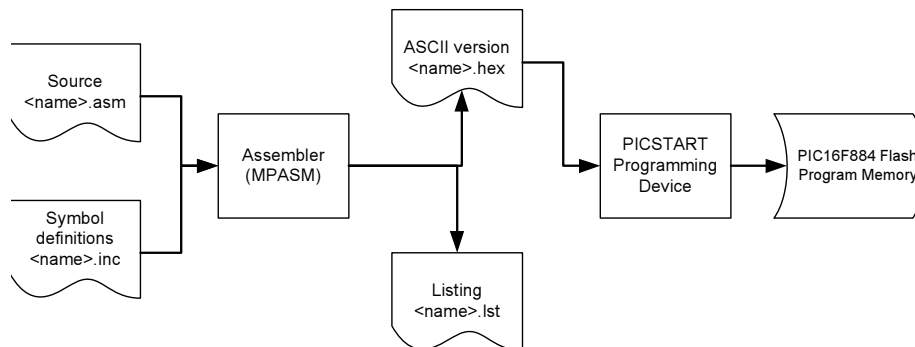 Source
<name>.asm
Symbol
definitions
<name>.inc
Assembler
(MPASM)
ASCII version
<name>.hex
Listing
<name>.lst
PICSTART
Programming
Device
PIC16F884 Flash
Program Memory